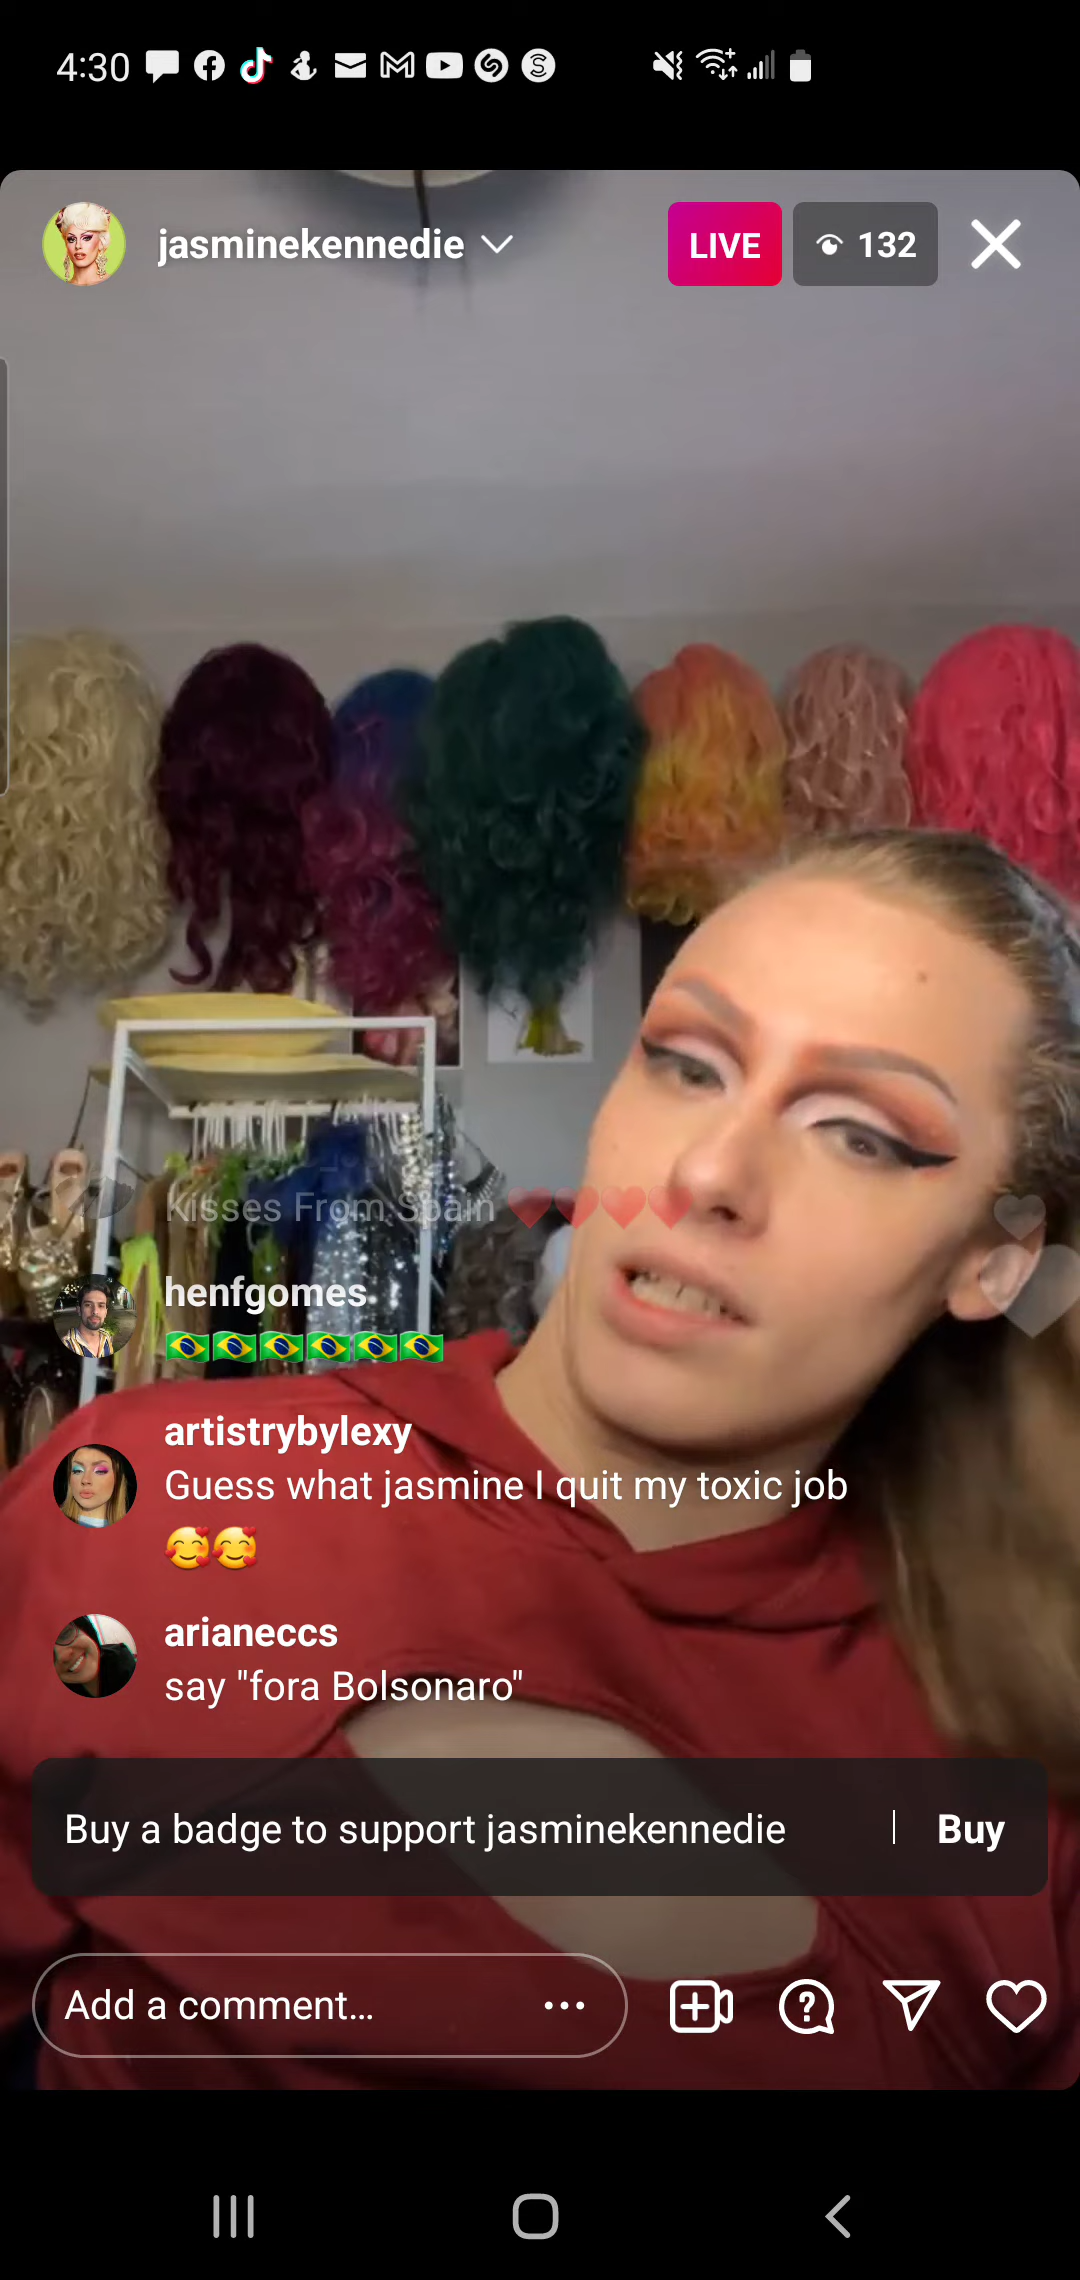 4:30
jasminekennedie
LIVE
132
Kisses From Spain ❤️❤️❤️❤️
henfgomes
🇧🇷🇧🇷🇧🇷🇧🇷🇧🇷🇧🇷
artistrybylexy
Guess what jasmine I quit my toxic job
🥰🥰
arianeccs
say "fora Bolsonaro"
Buy a badge to support jasminekennedie | Buy
Add a comment...